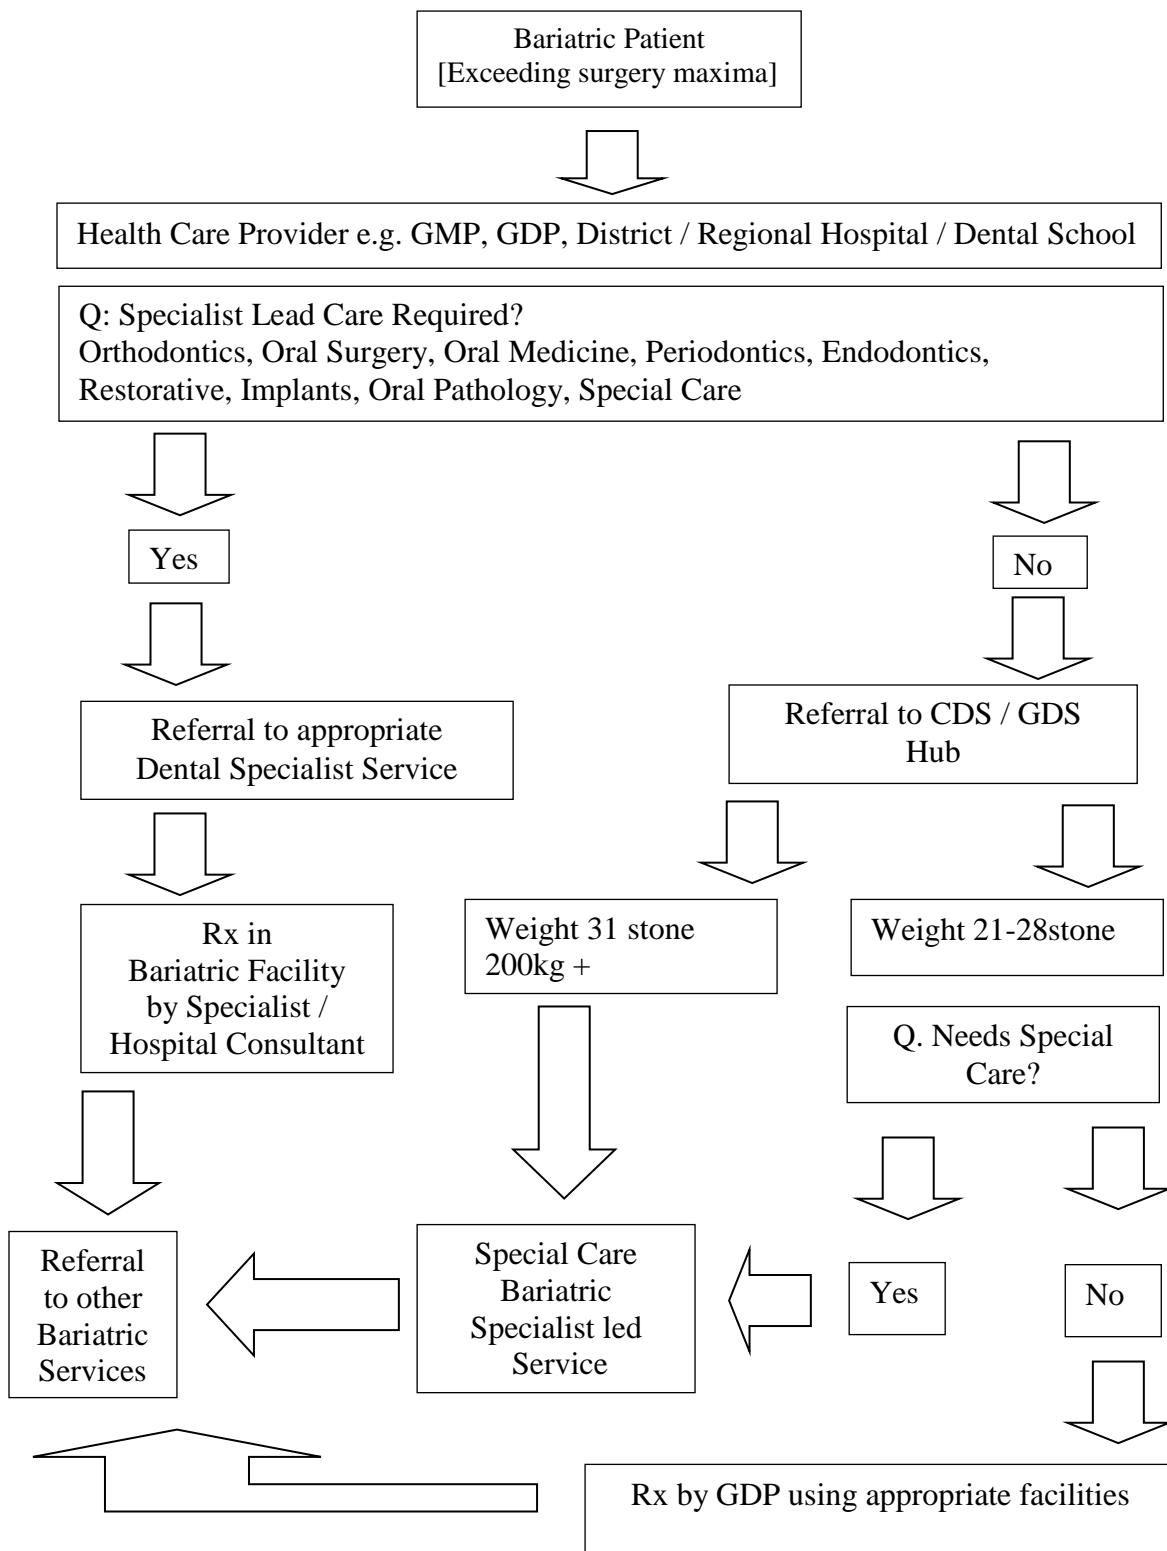 Bariatric Patient
[Exceeding surgery maxima]
Health Care Provider e.g. GMP, GDP, District / Regional Hospital / Dental School
Q: Specialist Lead Care Required?
Orthodontics, Oral Surgery, Oral Medicine, Periodontics, Endodontics,
Restorative, Implants, Oral Pathology, Special Care
Yes
No
Referral to appropriate
Dental Specialist Service
Referral to CDS / GDS
Hub
Rx in
Bariatric Facility
by Specialist /
Hospital Consultant
Weight 31 stone
200kg +
Weight 21-28stone
Q. Needs Special
Care?
Referral
to other
Bariatric
Services
Special Care
Bariatric
Specialist led
Service
Yes
No
Rx by GDP using appropriate facilities